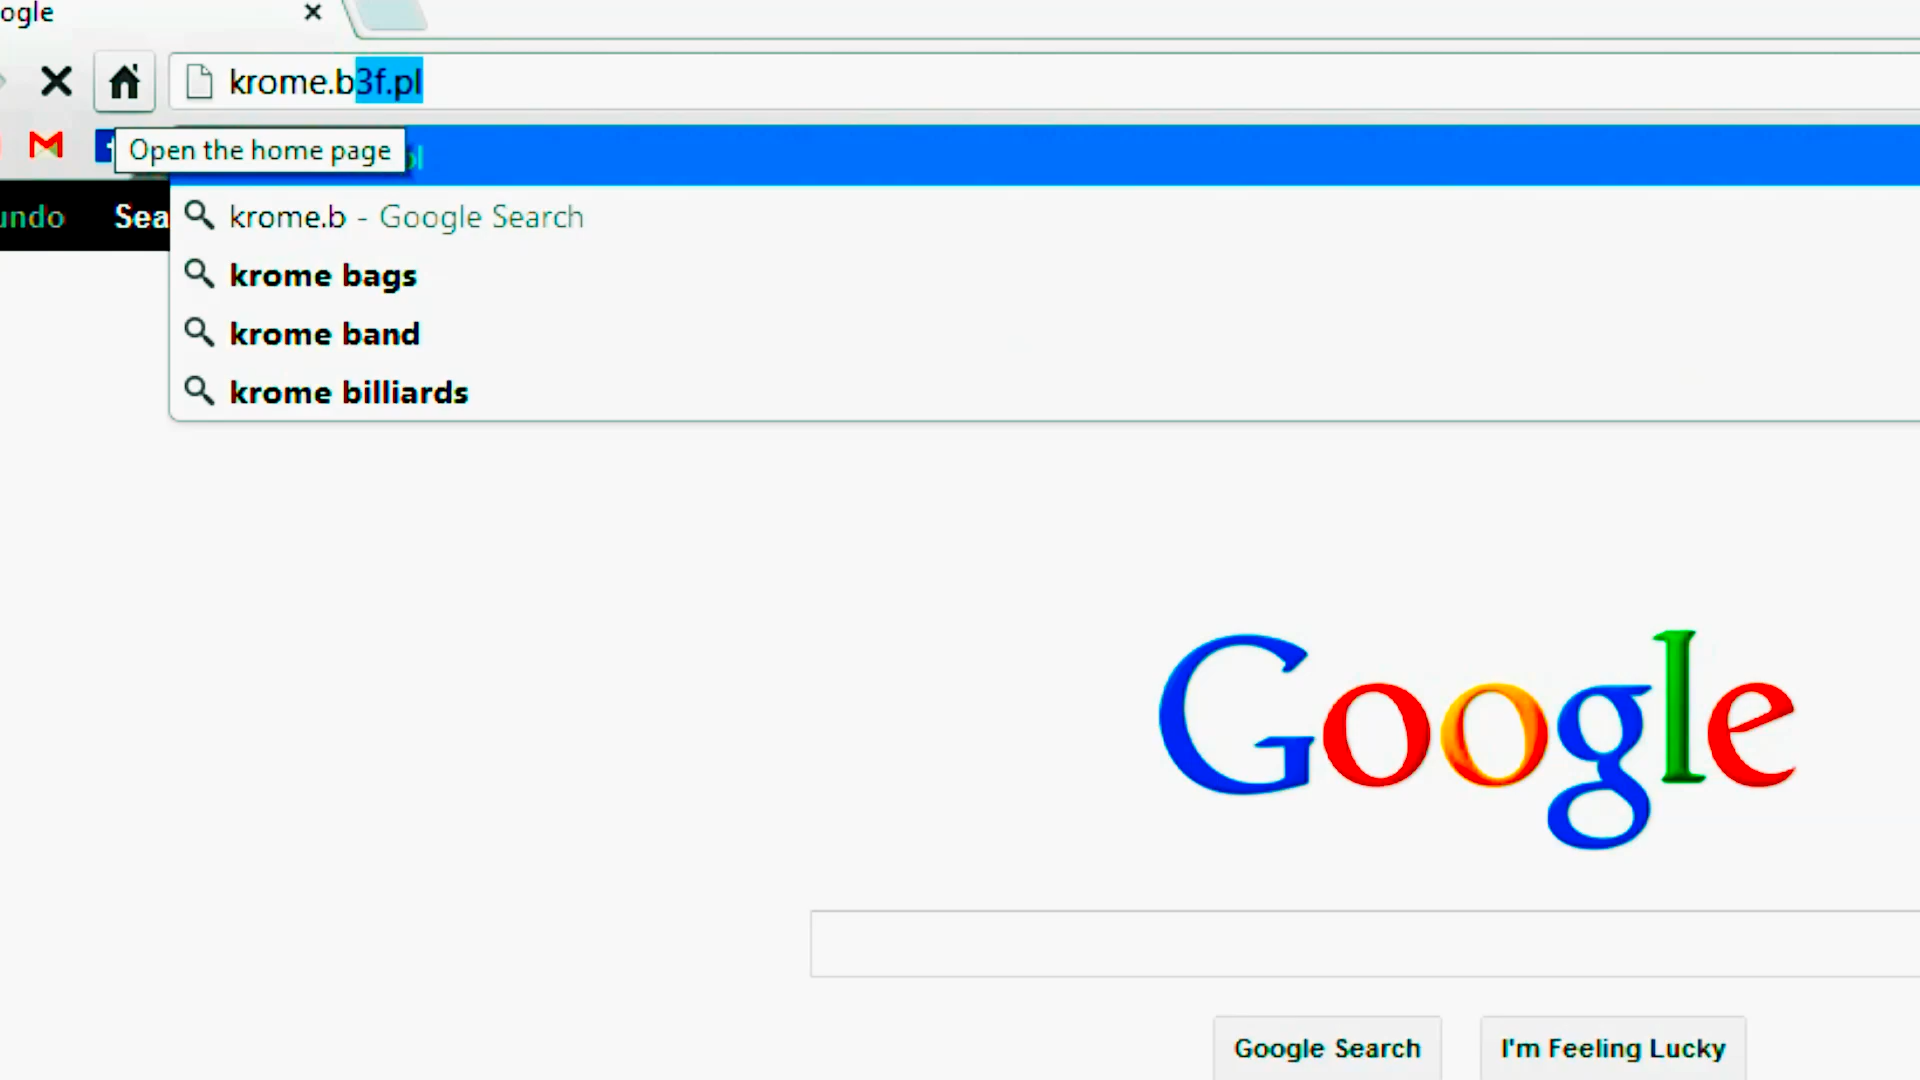 ogle
krome.b3f.pl
Open the home page
undo Sea
krome.b - Google Search
krome bags
krome band
krome billiards
Google
Google Search I'm Feeling Lucky